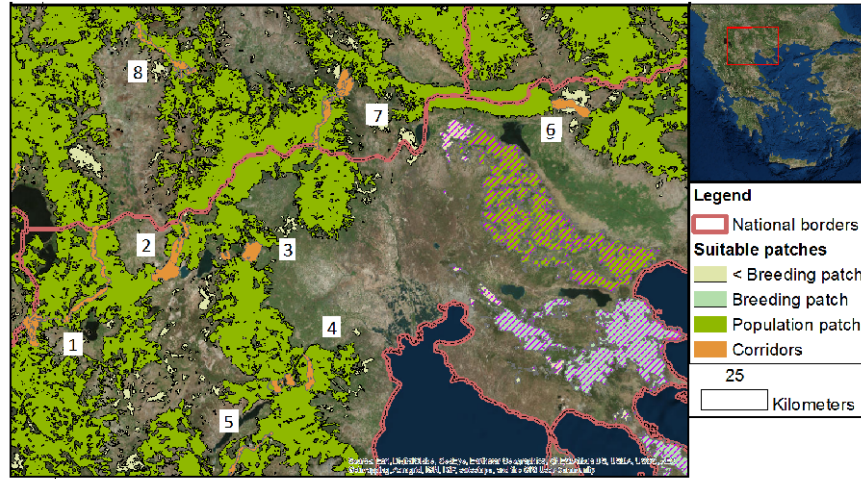 8
7
6
2
3
4
1
5
Legend
National borders
Suitable patches
< Breeding patch
Breeding patch
Population patch
Corridors
25
Kilometers